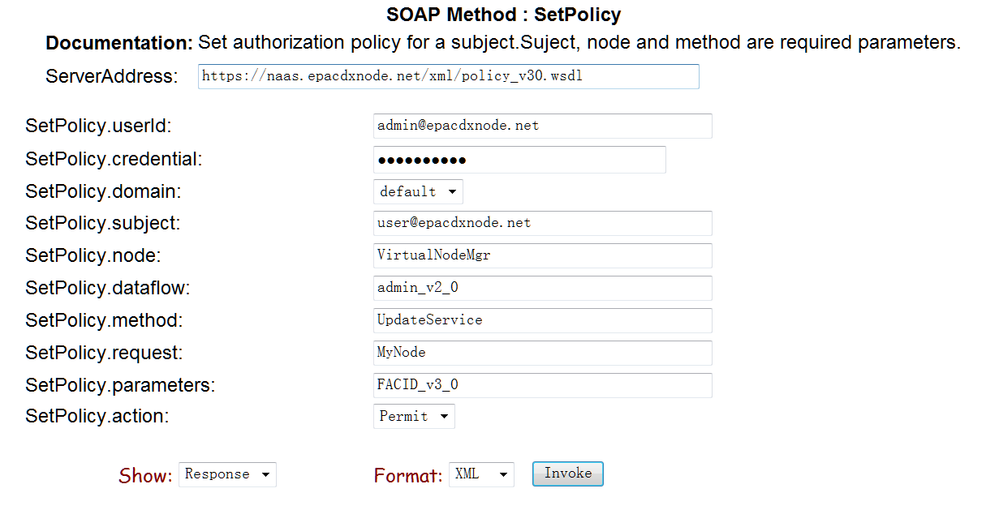 SOAP Method : SetPolicy
Documentation: Set authorization policy for a subject.Suject, node and method are required parameters.
ServerAddress: https://naas.epacdxnode.net/xml/policy_v30.wsdl
SetPolicy.userId: admin@epacdxnode.net
SetPolicy.credential: ●●●●●●●●●●
SetPolicy.domain: default
SetPolicy.subject: user@epacdxnode.net
SetPolicy.node: VirtualNodeMgr
SetPolicy.dataflow: admin_v2_0
SetPolicy.method: UpdateService
SetPolicy.request: MyNode
SetPolicy.parameters: FACID_v3_0
SetPolicy.action: Permit
Show: Response Format: XML Invoke